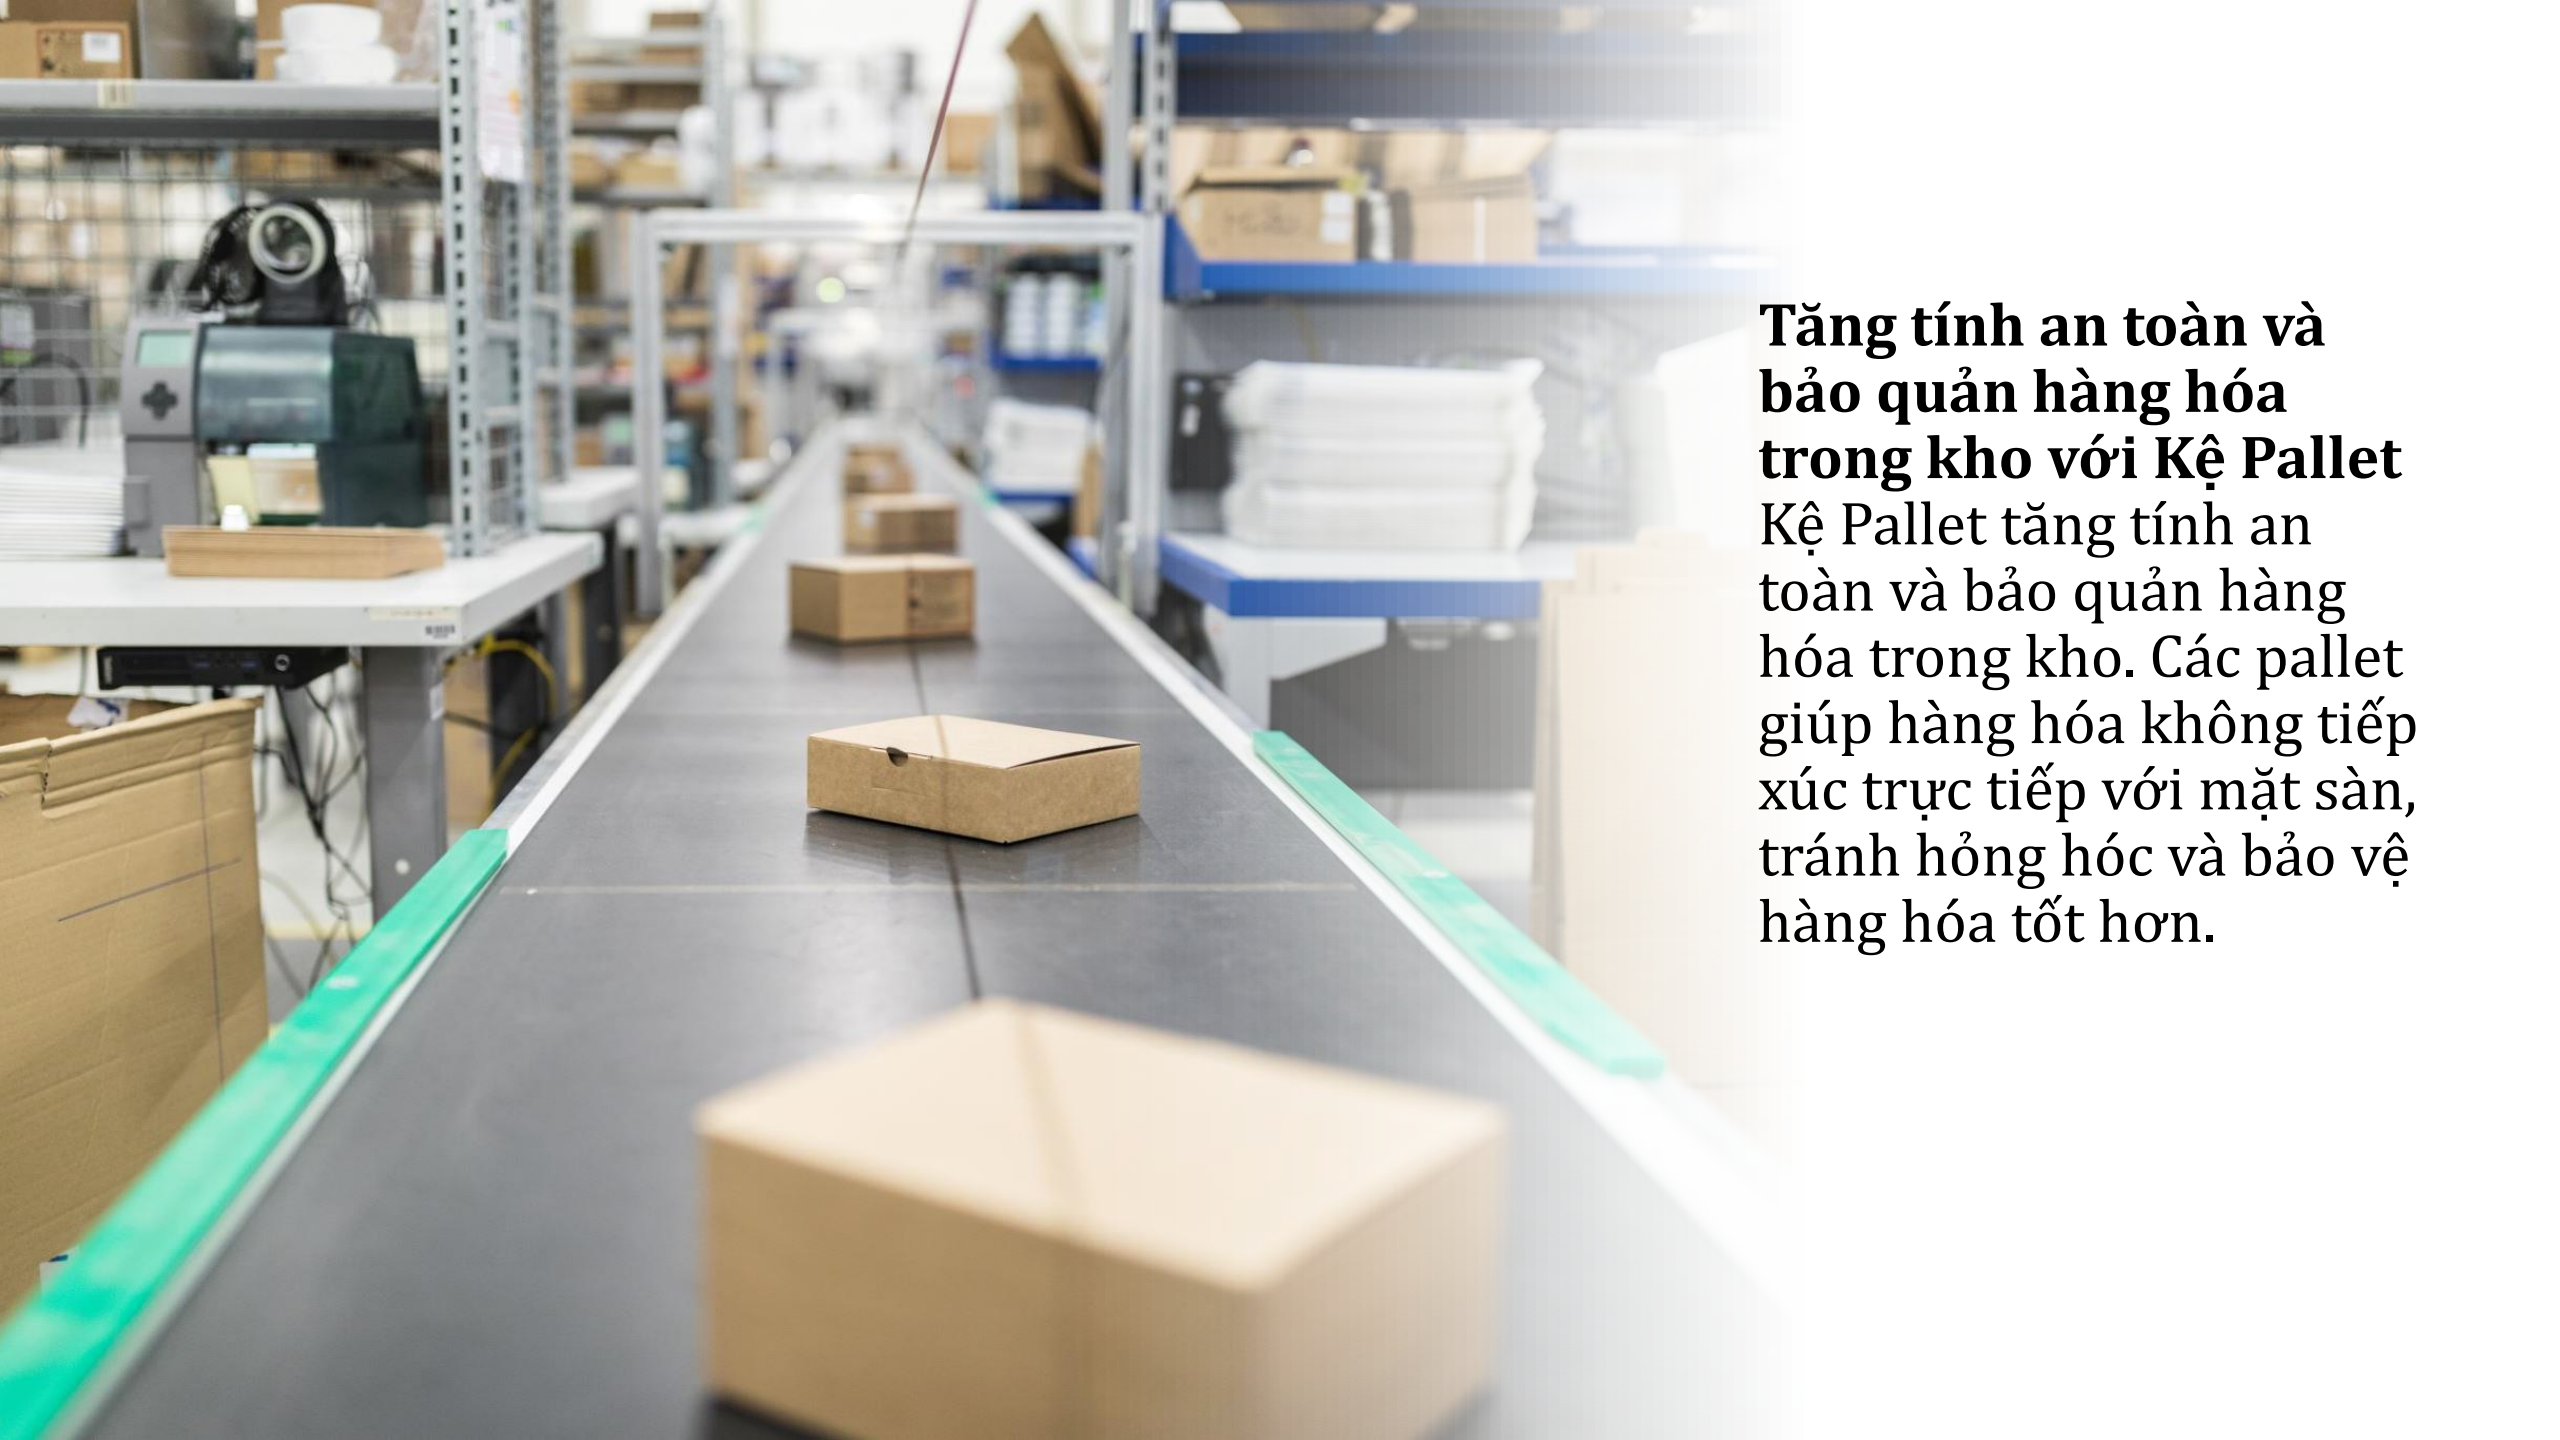 Tăng tính an toàn và
bảo quản hàng hóa
trong kho với Kệ Pallet
Kệ Pallet tăng tính an
toàn và bảo quản hàng
hóa trong kho. Các pallet
giúp hàng hóa không tiếp
xúc trực tiếp với mặt sàn,
tránh hỏng hóc và bảo vệ
hàng hóa tốt hơn.